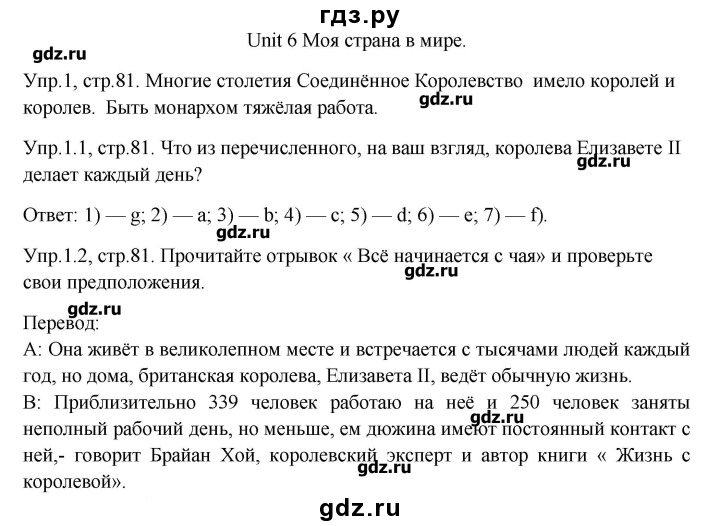 гдз.ру
Unit 6 Моя страна в мире.
gdz.ru
Упр.1, стр.81. Многие столетия Соединённое Королевство имело королей и
королев. Быть монархом тяжёлая работа.
gdz.ru
Упр.1.1, стр.81. Что из перечисленного, на ваш взгляд, королева Елизавете II
gdz.ru
делает каждый день?
Ответ: 1) — g; 2) — a; 3) — b; 4) — c; 5) — d; 6) — e; 7) — f).
gdz.ru
Упр.1.2, стр.81. Прочитайте отрывок « Всё начинается с чая» и проверьте
gdz.ru
свои предположения.
gdz.ru
Перевод:
А: Она живёт в великолепном месте и встречается с тысячами людей каждый
год, но дома, британская королева, Елизавета II, ведёт обычную жизнь.
В: Приблизительно 339 человек работаю на неё и 250 человек заняты
gdz.ru
неполный рабочий день, но меньше, ем дюжина имеют постоянный контакт с
ней,- говорит Брайан Хой, королевский эксперт и автор книги « Жизнь с
gdz.ru
королевой».
gdz.ru